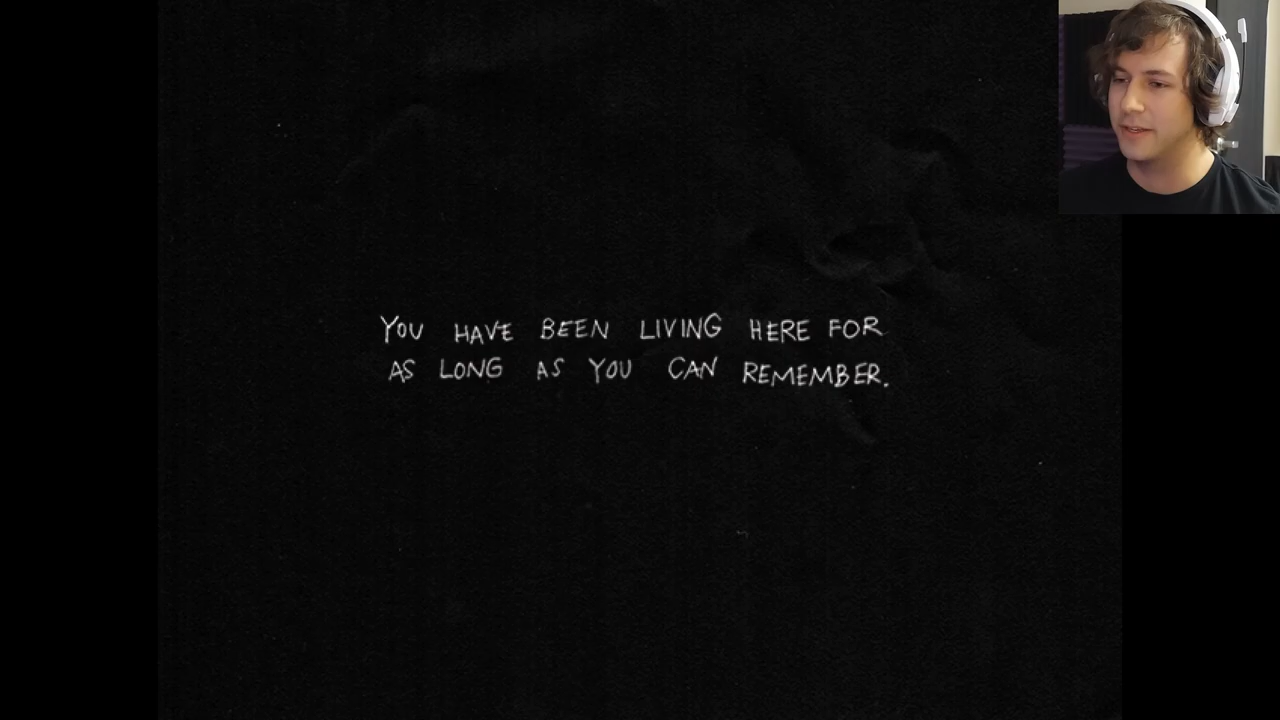 YOU HAVE BEEN LIVING HERE FOR
AS LONG AS YOU CAN REMEMBER.